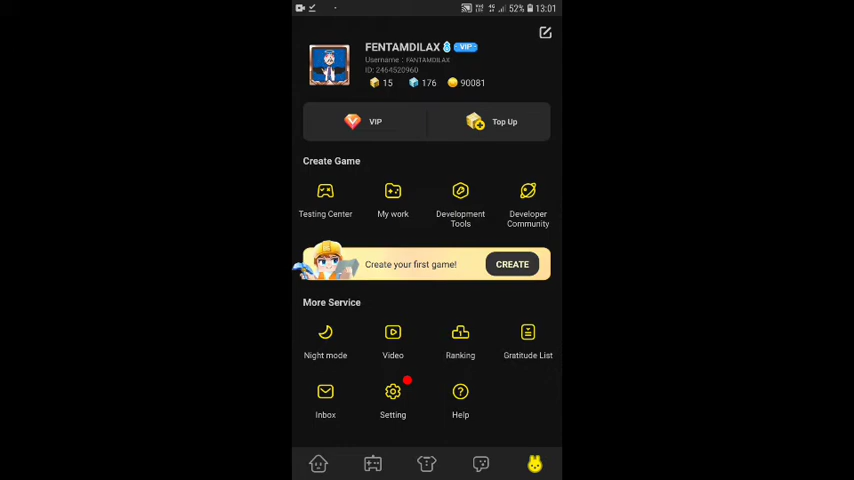 52% 13:01
FENTAMDILAX VIP
Username : FANTAMDILAX
ID: 2464520960
15 176 90081
VIP Top Up
Create Game
Testing Center My work Development Tools Developer Community
Create your first game! CREATE
More Service
Night mode Video Ranking Gratitude List
Inbox Setting Help